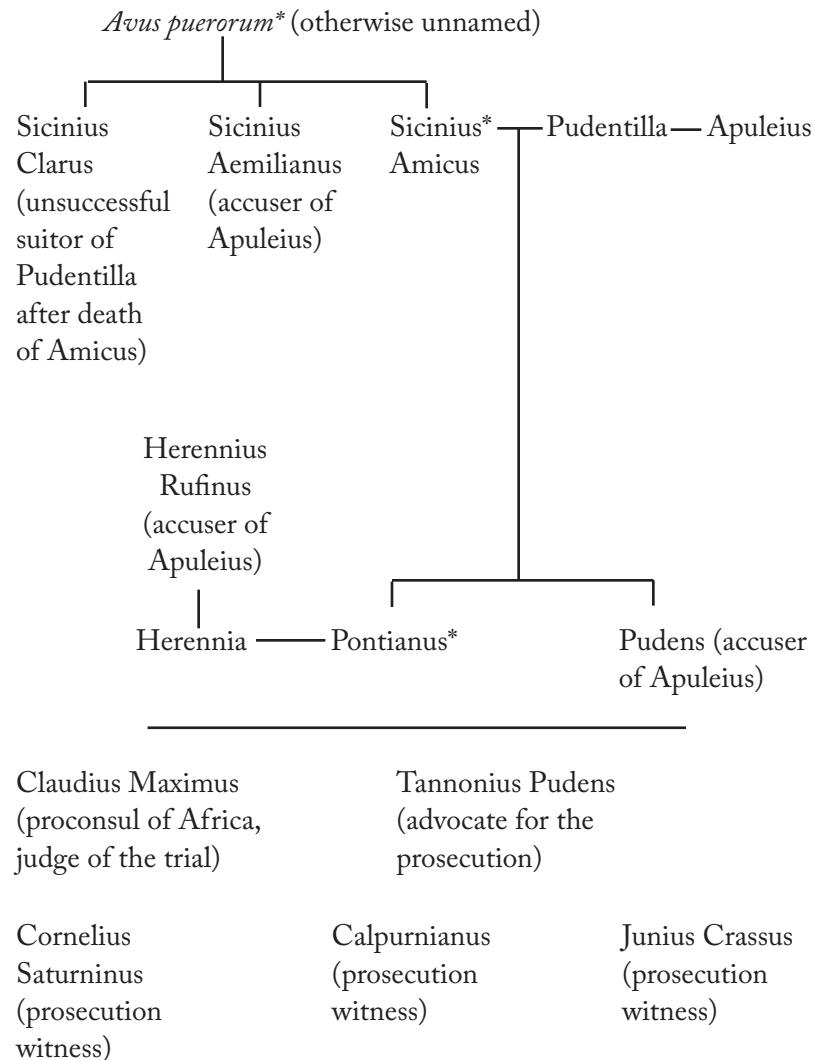 Avus puerorum* (otherwise unnamed)
Sicinius
Clarus
(unsuccessful
suitor of
Pudentilla
after death
of Amicus)
Sicinius
Aemilianus
(accuser of
Apuleius)
Sicinius*
Amicus
Pudentilla
Apuleius
Herennius
Rufinus
(accuser of
Apuleius)
Herennia
Pontianus*
Pudens (accuser
of Apuleius)
Claudius Maximus
(proconsul of Africa,
judge of the trial)
Tannonius Pudens
(advocate for the
prosecution)
Cornelius
Saturninus
(prosecution
witness)
Calpurnianus
(prosecution
witness)
Junius Crassus
(prosecution
witness)